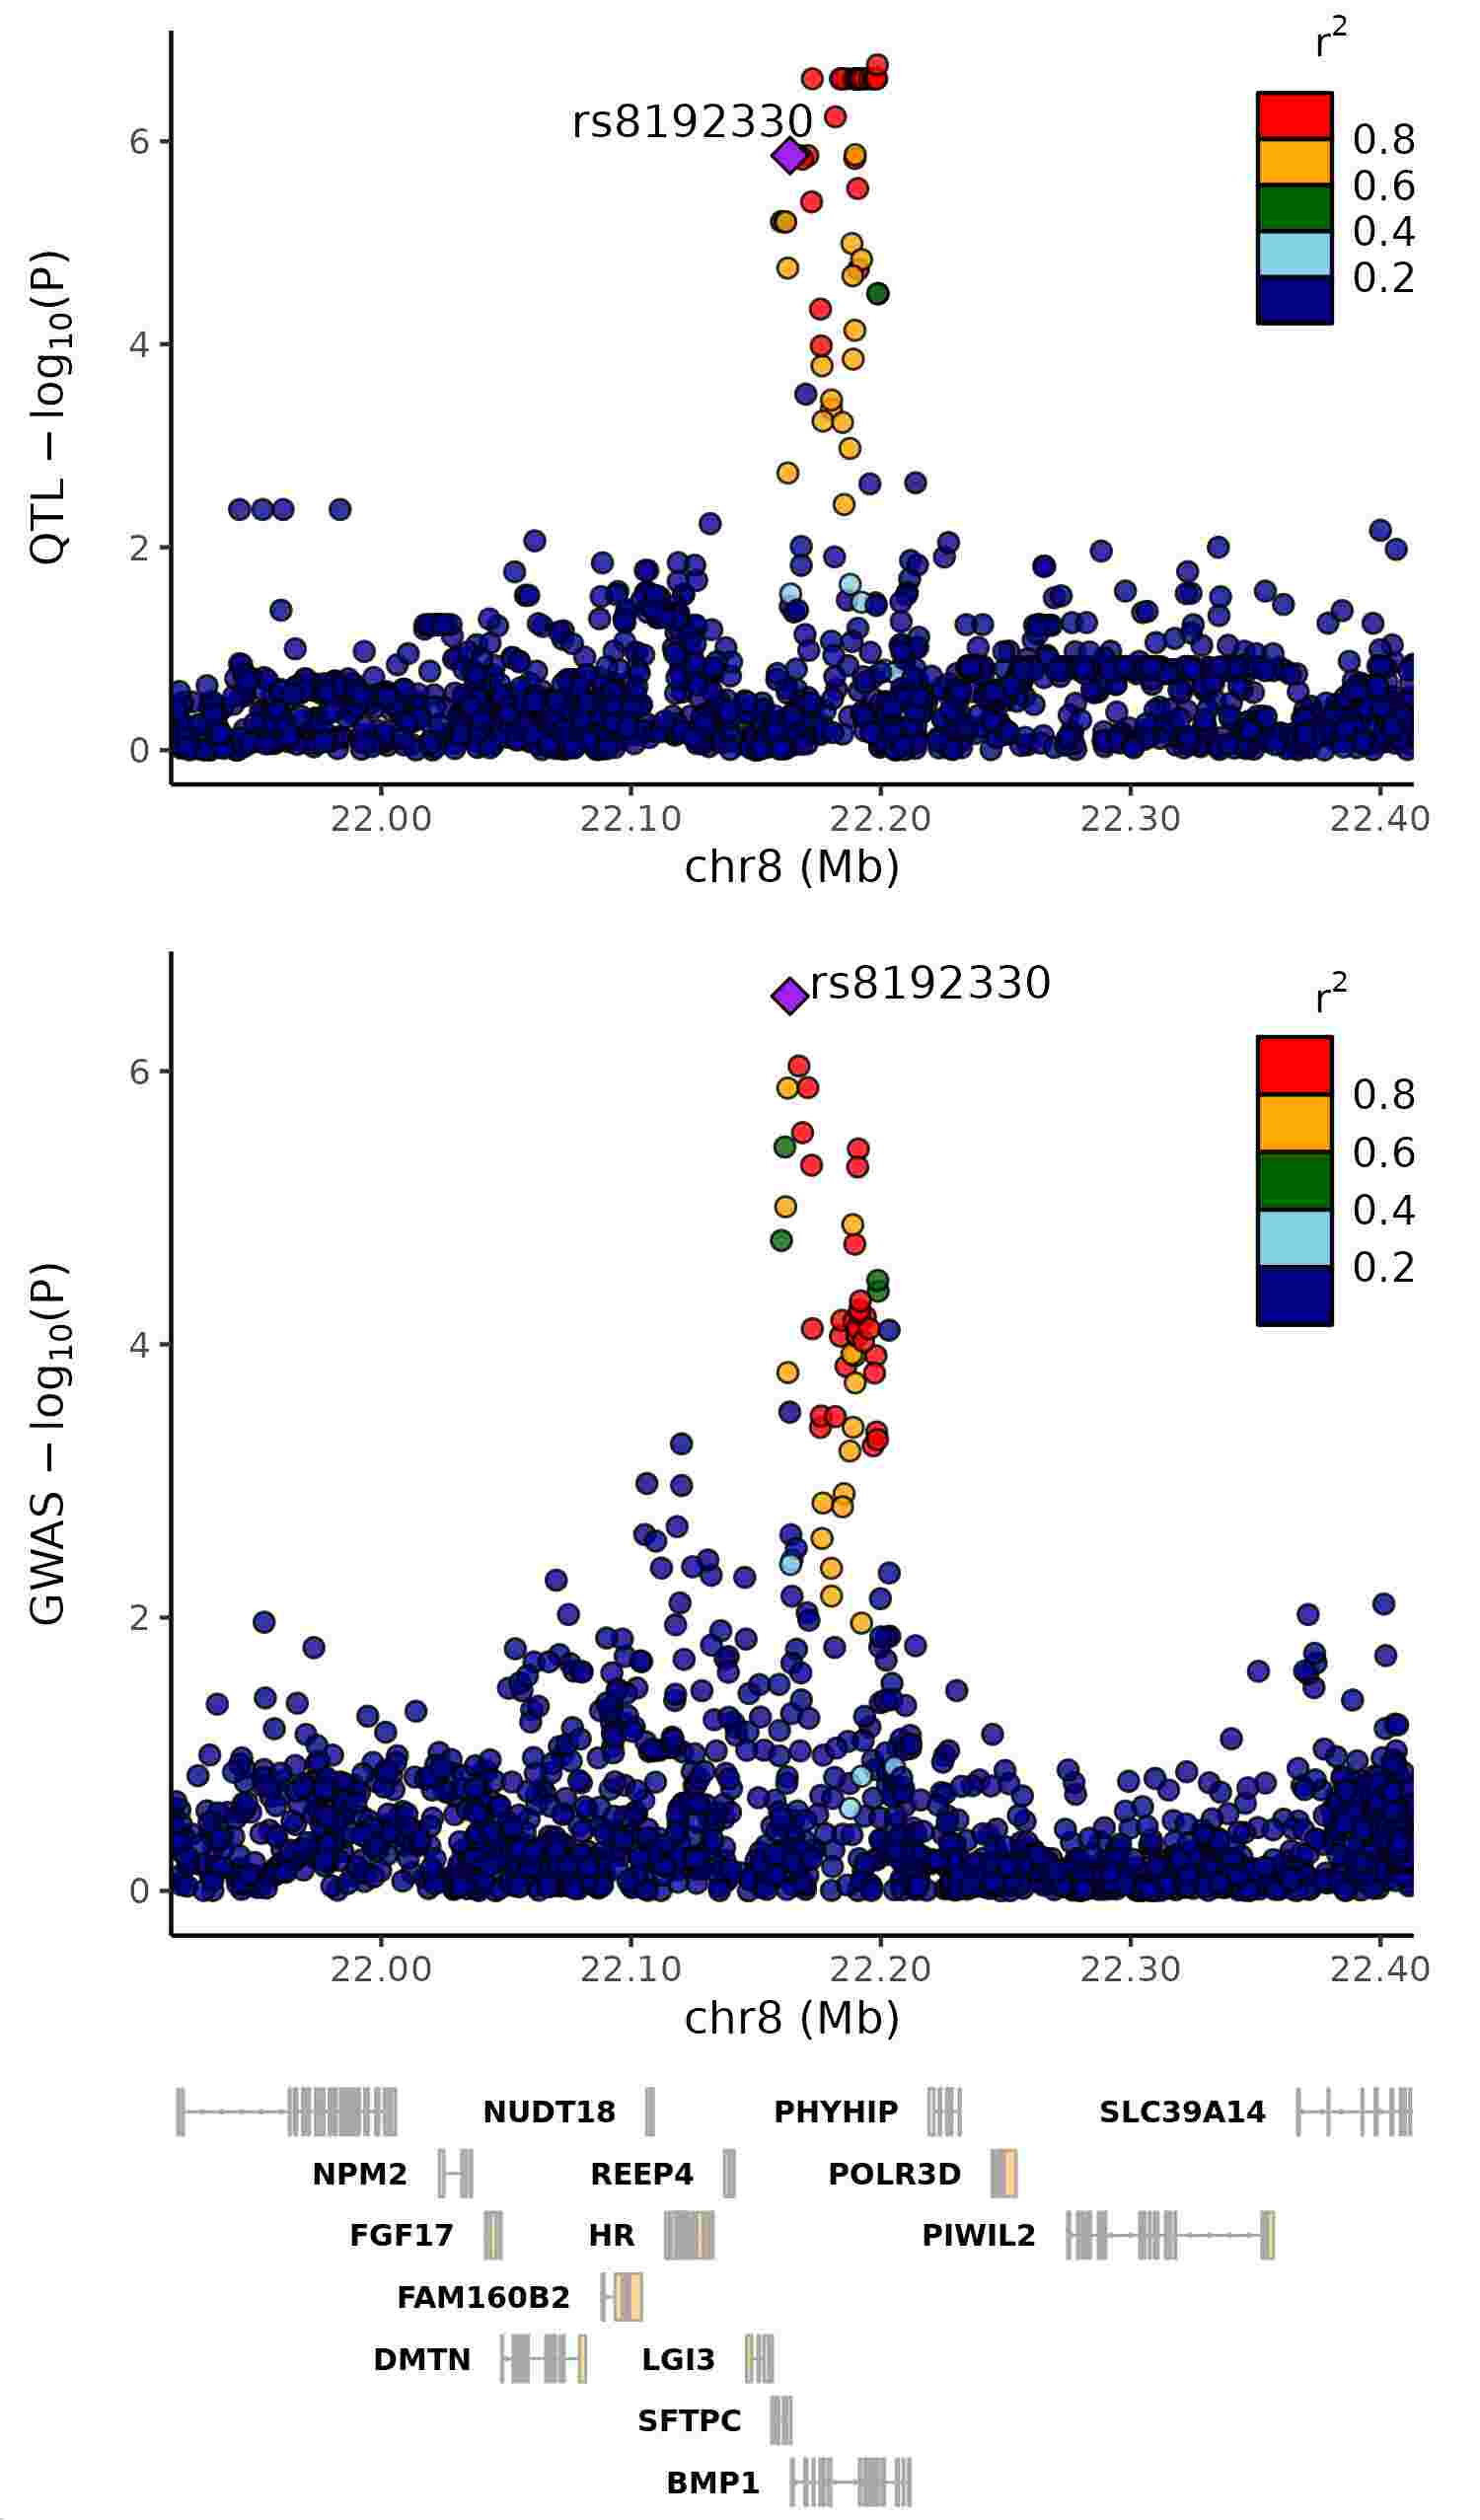 r2
0.8
0.6
0.4
0.2
rs8192330
6
4
2
0
QTL −log10(P)
22.00 22.10 22.20 22.30 22.40
chr8 (Mb)
rs8192330
r2
0.8
0.6
0.4
0.2
6
4
2
0
GWAS −log10(P)
22.00 22.10 22.20 22.30 22.40
chr8 (Mb)
NUDT18 PHYHIP SLC39A14
NPM2 REEP4 POLR3D
FGF17 HR PIWIL2
FAM160B2
DMTN LGI3
SFTPC
BMP1